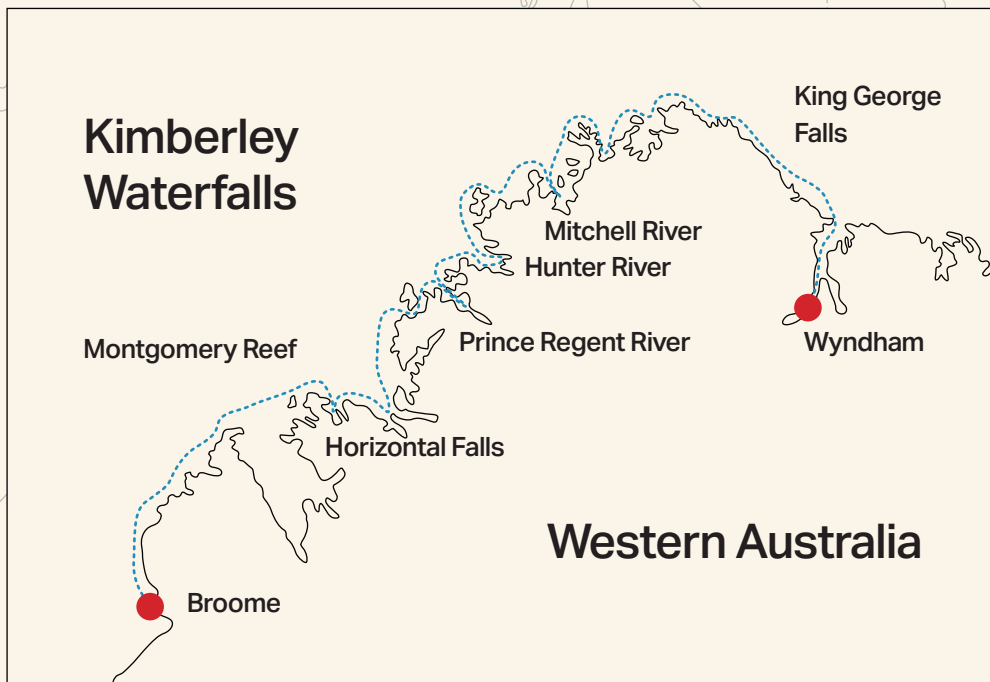 King George
Falls
Kimberley
Waterfalls
Mitchell River
Hunter River
Prince Regent River
Wyndham
Montgomery Reef
Horizontal Falls
Western Australia
Broome